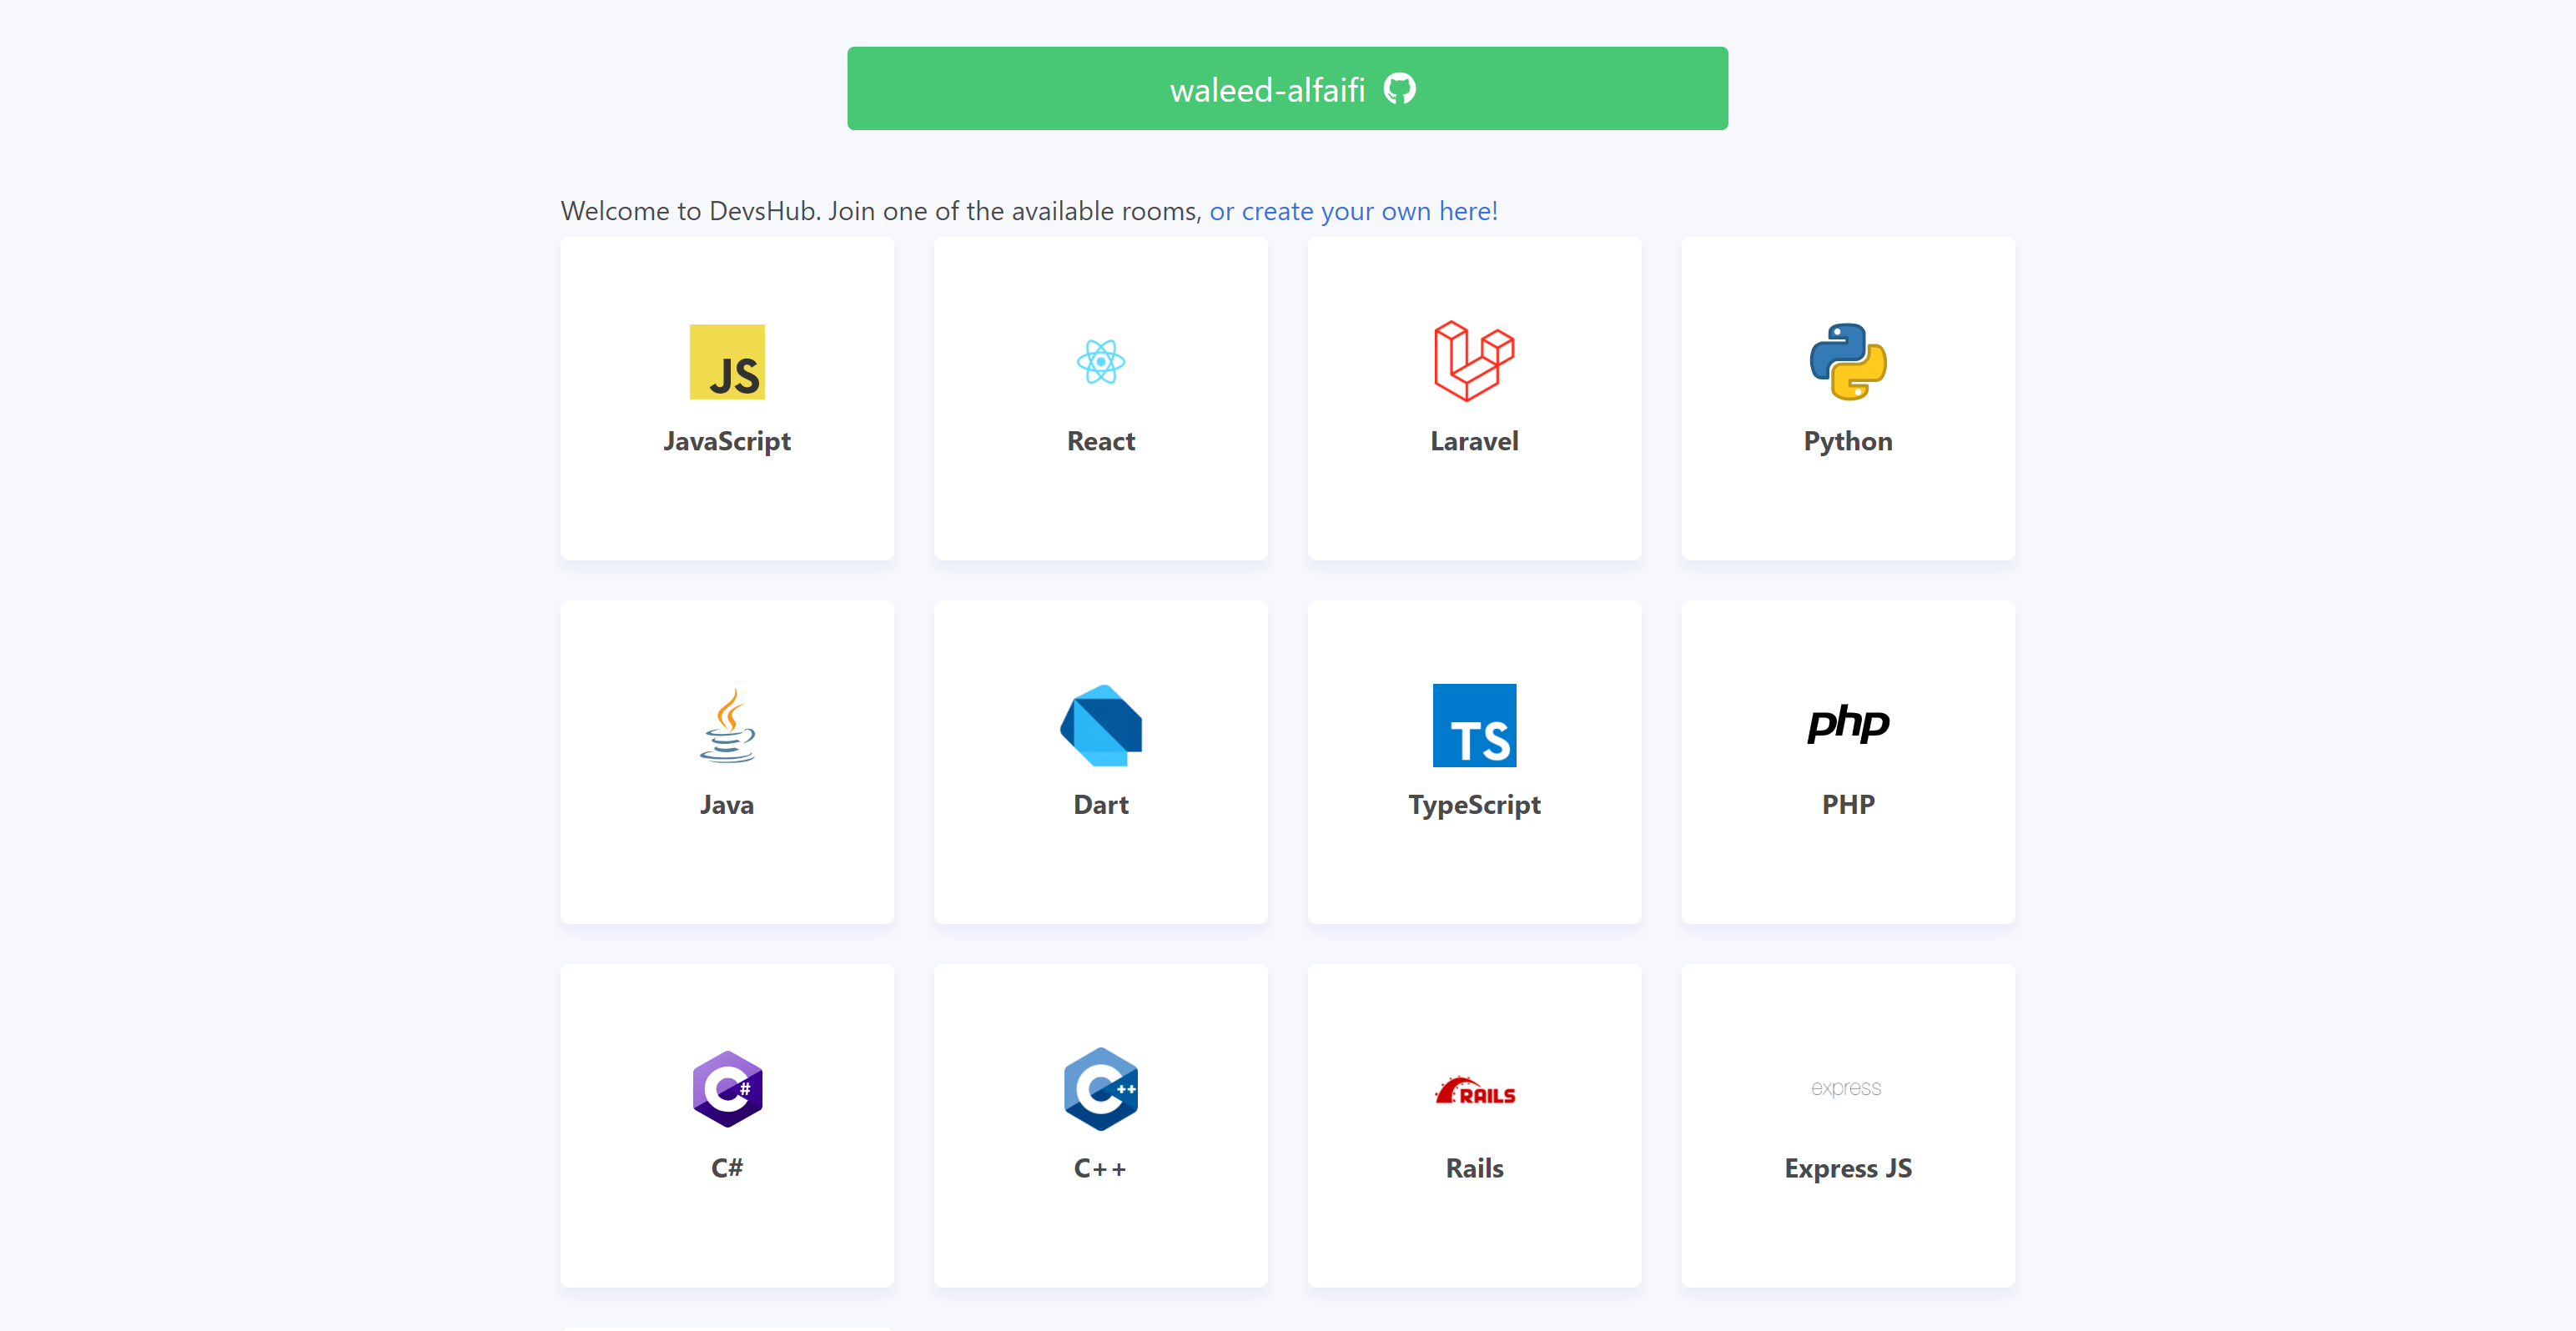 waleed-alfaifi
Welcome to DevsHub. Join one of the available rooms, or create your own here!
JS
JavaScript
React
Laravel
Python
Java
Dart
TS
TypeScript
php
PHP
C#
C#
C++
C++
RAILS
Rails
express
Express JS